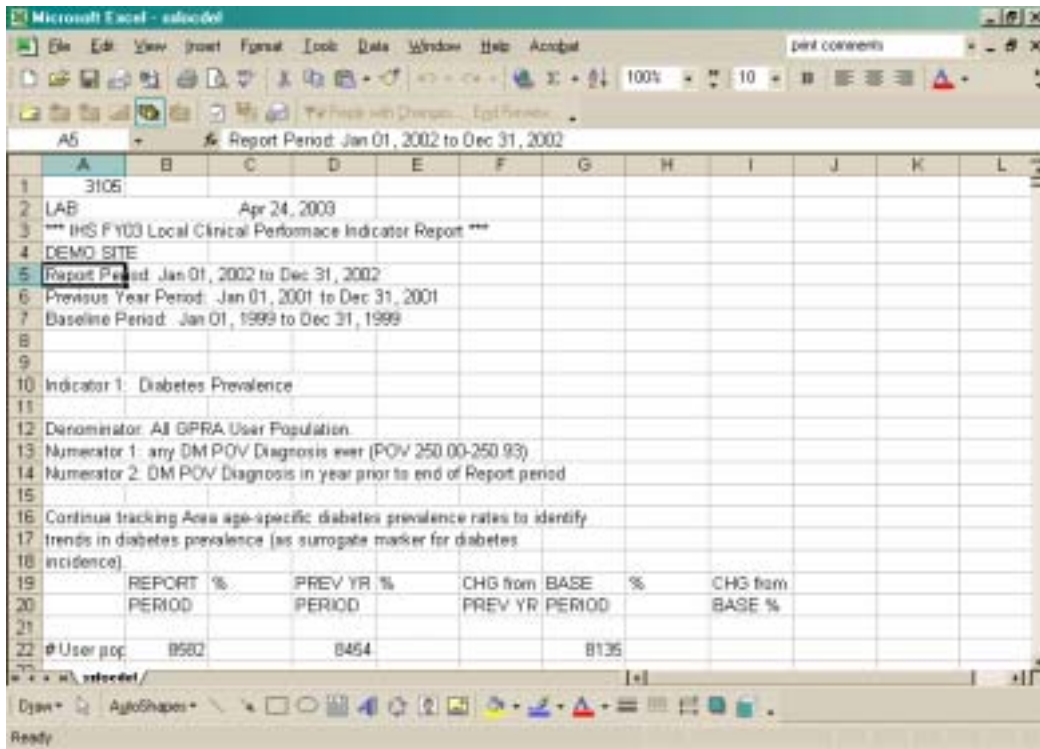 Microsoft Excel - salocdel
File Edit View Insert Format Tools Data Window Help Acrobat print comments
100% 10 B A
Reply with Changes... End Review...
A5 fx Report Period: Jan 01, 2002 to Dec 31, 2002
A B C D E F G H I J K L
1 3105
2 LAB Apr 24, 2003
3 *** IHS FY03 Local Clinical Performace Indicator Report ***
4 DEMO SITE
5 Report Period: Jan 01, 2002 to Dec 31, 2002
6 Previous Year Period: Jan 01, 2001 to Dec 31, 2001
7 Baseline Period: Jan 01, 1999 to Dec 31, 1999
8
9
10 Indicator 1: Diabetes Prevalence
11
12 Denominator: All GPRA User Population.
13 Numerator 1: any DM POV Diagnosis ever (POV 250.00-250.93)
14 Numerator 2: DM POV Diagnosis in year prior to end of Report period
15
16 Continue tracking Area age-specific diabetes prevalence rates to identify
17 trends in diabetes prevalence (as surrogate marker for diabetes
18 incidence).
19 REPORT % PREV YR % CHG from BASE % CHG from
20 PERIOD PERIOD PREV YR PERIOD BASE %
21
22 # User pop 8582 8454 8135
salocdel
Draw AutoShapes
Ready